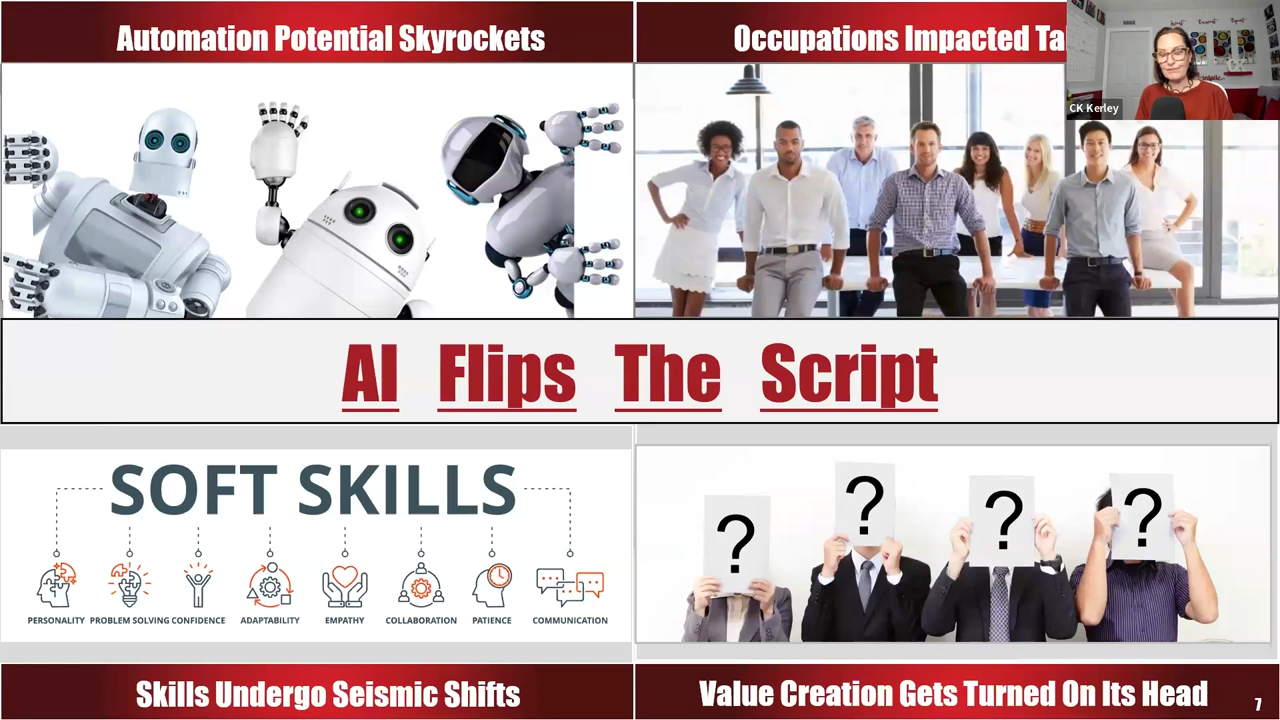 Automation Potential Skyrockets
Occupations Impacted
CK Kerley
AI Flips The Script
SOFT SKILLS
PERSONALITY PROBLEM SOLVING CONFIDENCE ADAPTABILITY EMPATHY COLLABORATION PATIENCE COMMUNICATION
? ? ? ?
Skills Undergo Seismic Shifts
Value Creation Gets Turned On Its Head
7